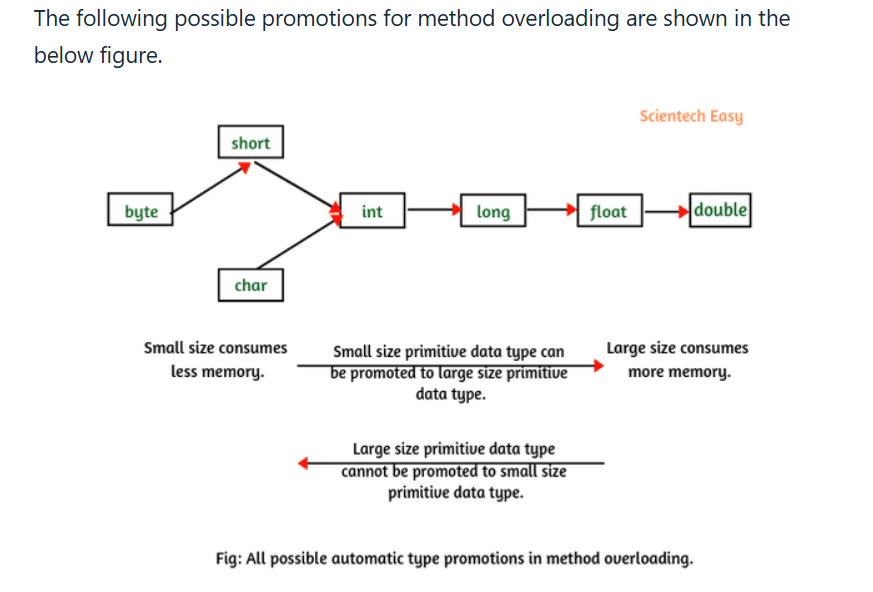 The following possible promotions for method overloading are shown in the
below figure.
Scientech Easy
short
byte
int
long
float
double
char
Small size consumes
less memory.
Small size primitive data type can
be promoted to large size primitive
data type.
Large size consumes
more memory.
Large size primitive data type
cannot be promoted to small size
primitive data type.
Fig: All possible automatic type promotions in method overloading.